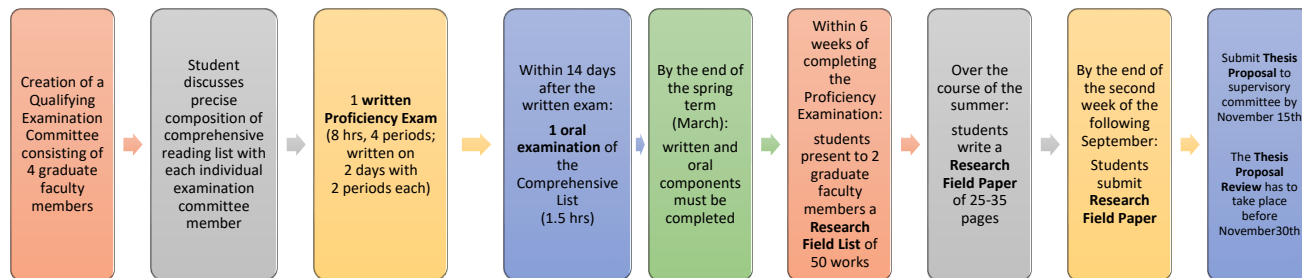 Creation of a
Qualifying
Examination
Committee
consisting of
4 graduate
faculty
members
Student
discusses
precise
composition of
comprehensive
reading list with
each individual
examination
committee
member
1 written
Proficiency Exam
(8 hrs, 4 periods;
written on
2 days with
2 periods each)
Within 14 days
after the
written exam:
1 oral
examination of
the
Comprehensive
List
(1.5 hrs)
By the end of
the spring
term
(March):
written and
oral
components
must be
completed
Within 6
weeks of
completing
the
Proficiency
Examination:
students
present to 2
graduate
faculty
members a
Research
Field List of
50 works
Over the
course of the
summer:
students
write a
Research
Field Paper
of 25-35
pages
By the end of
the second
week of the
following
September:
Students
submit
Research
Field Paper
Submit Thesis
Proposal to
supervisory
committee by
November 15th
The Thesis
Proposal
Review has to
take place
before
November30th